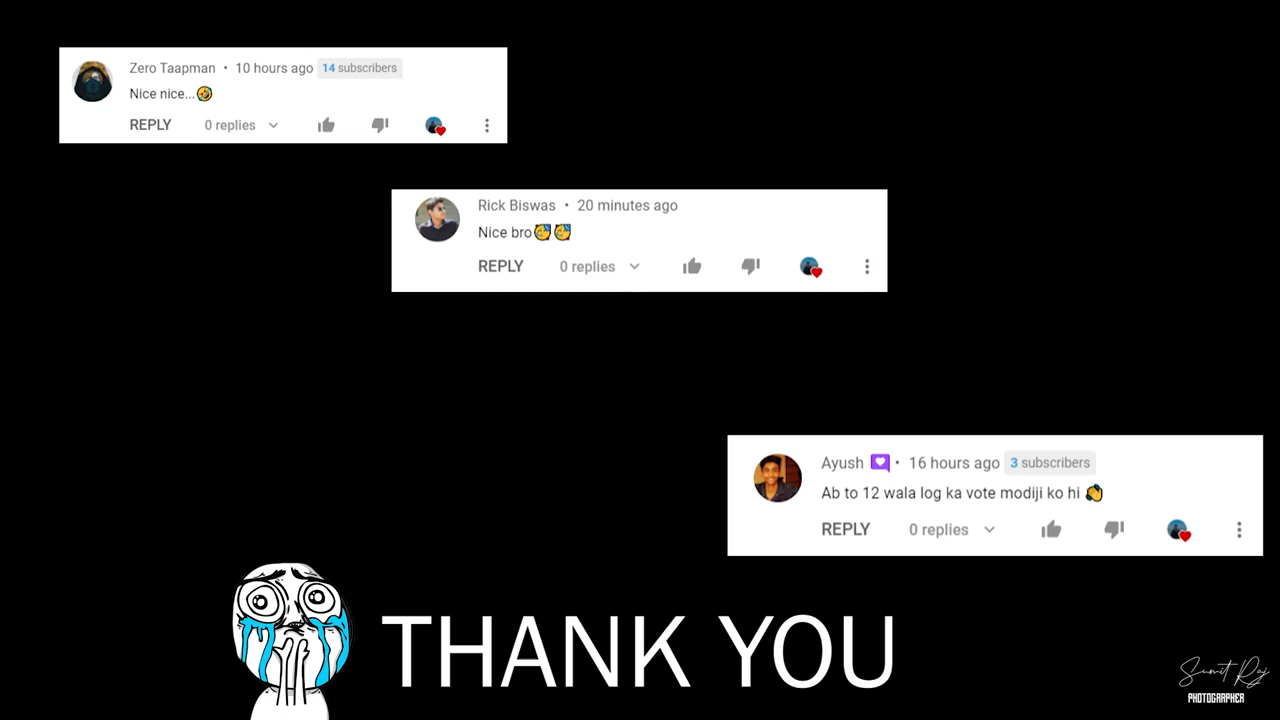 Zero Taapman • 10 hours ago 14 subscribers
Nice nice...🤣
REPLY 0 replies
Rick Biswas • 20 minutes ago
Nice bro🥳🥳
REPLY 0 replies
Ayush • 16 hours ago 3 subscribers
Ab to 12 wala log ka vote modiji ko hi 👏
REPLY 0 replies
THANK YOU
Sumit Raj
PHOTOGRAPHER